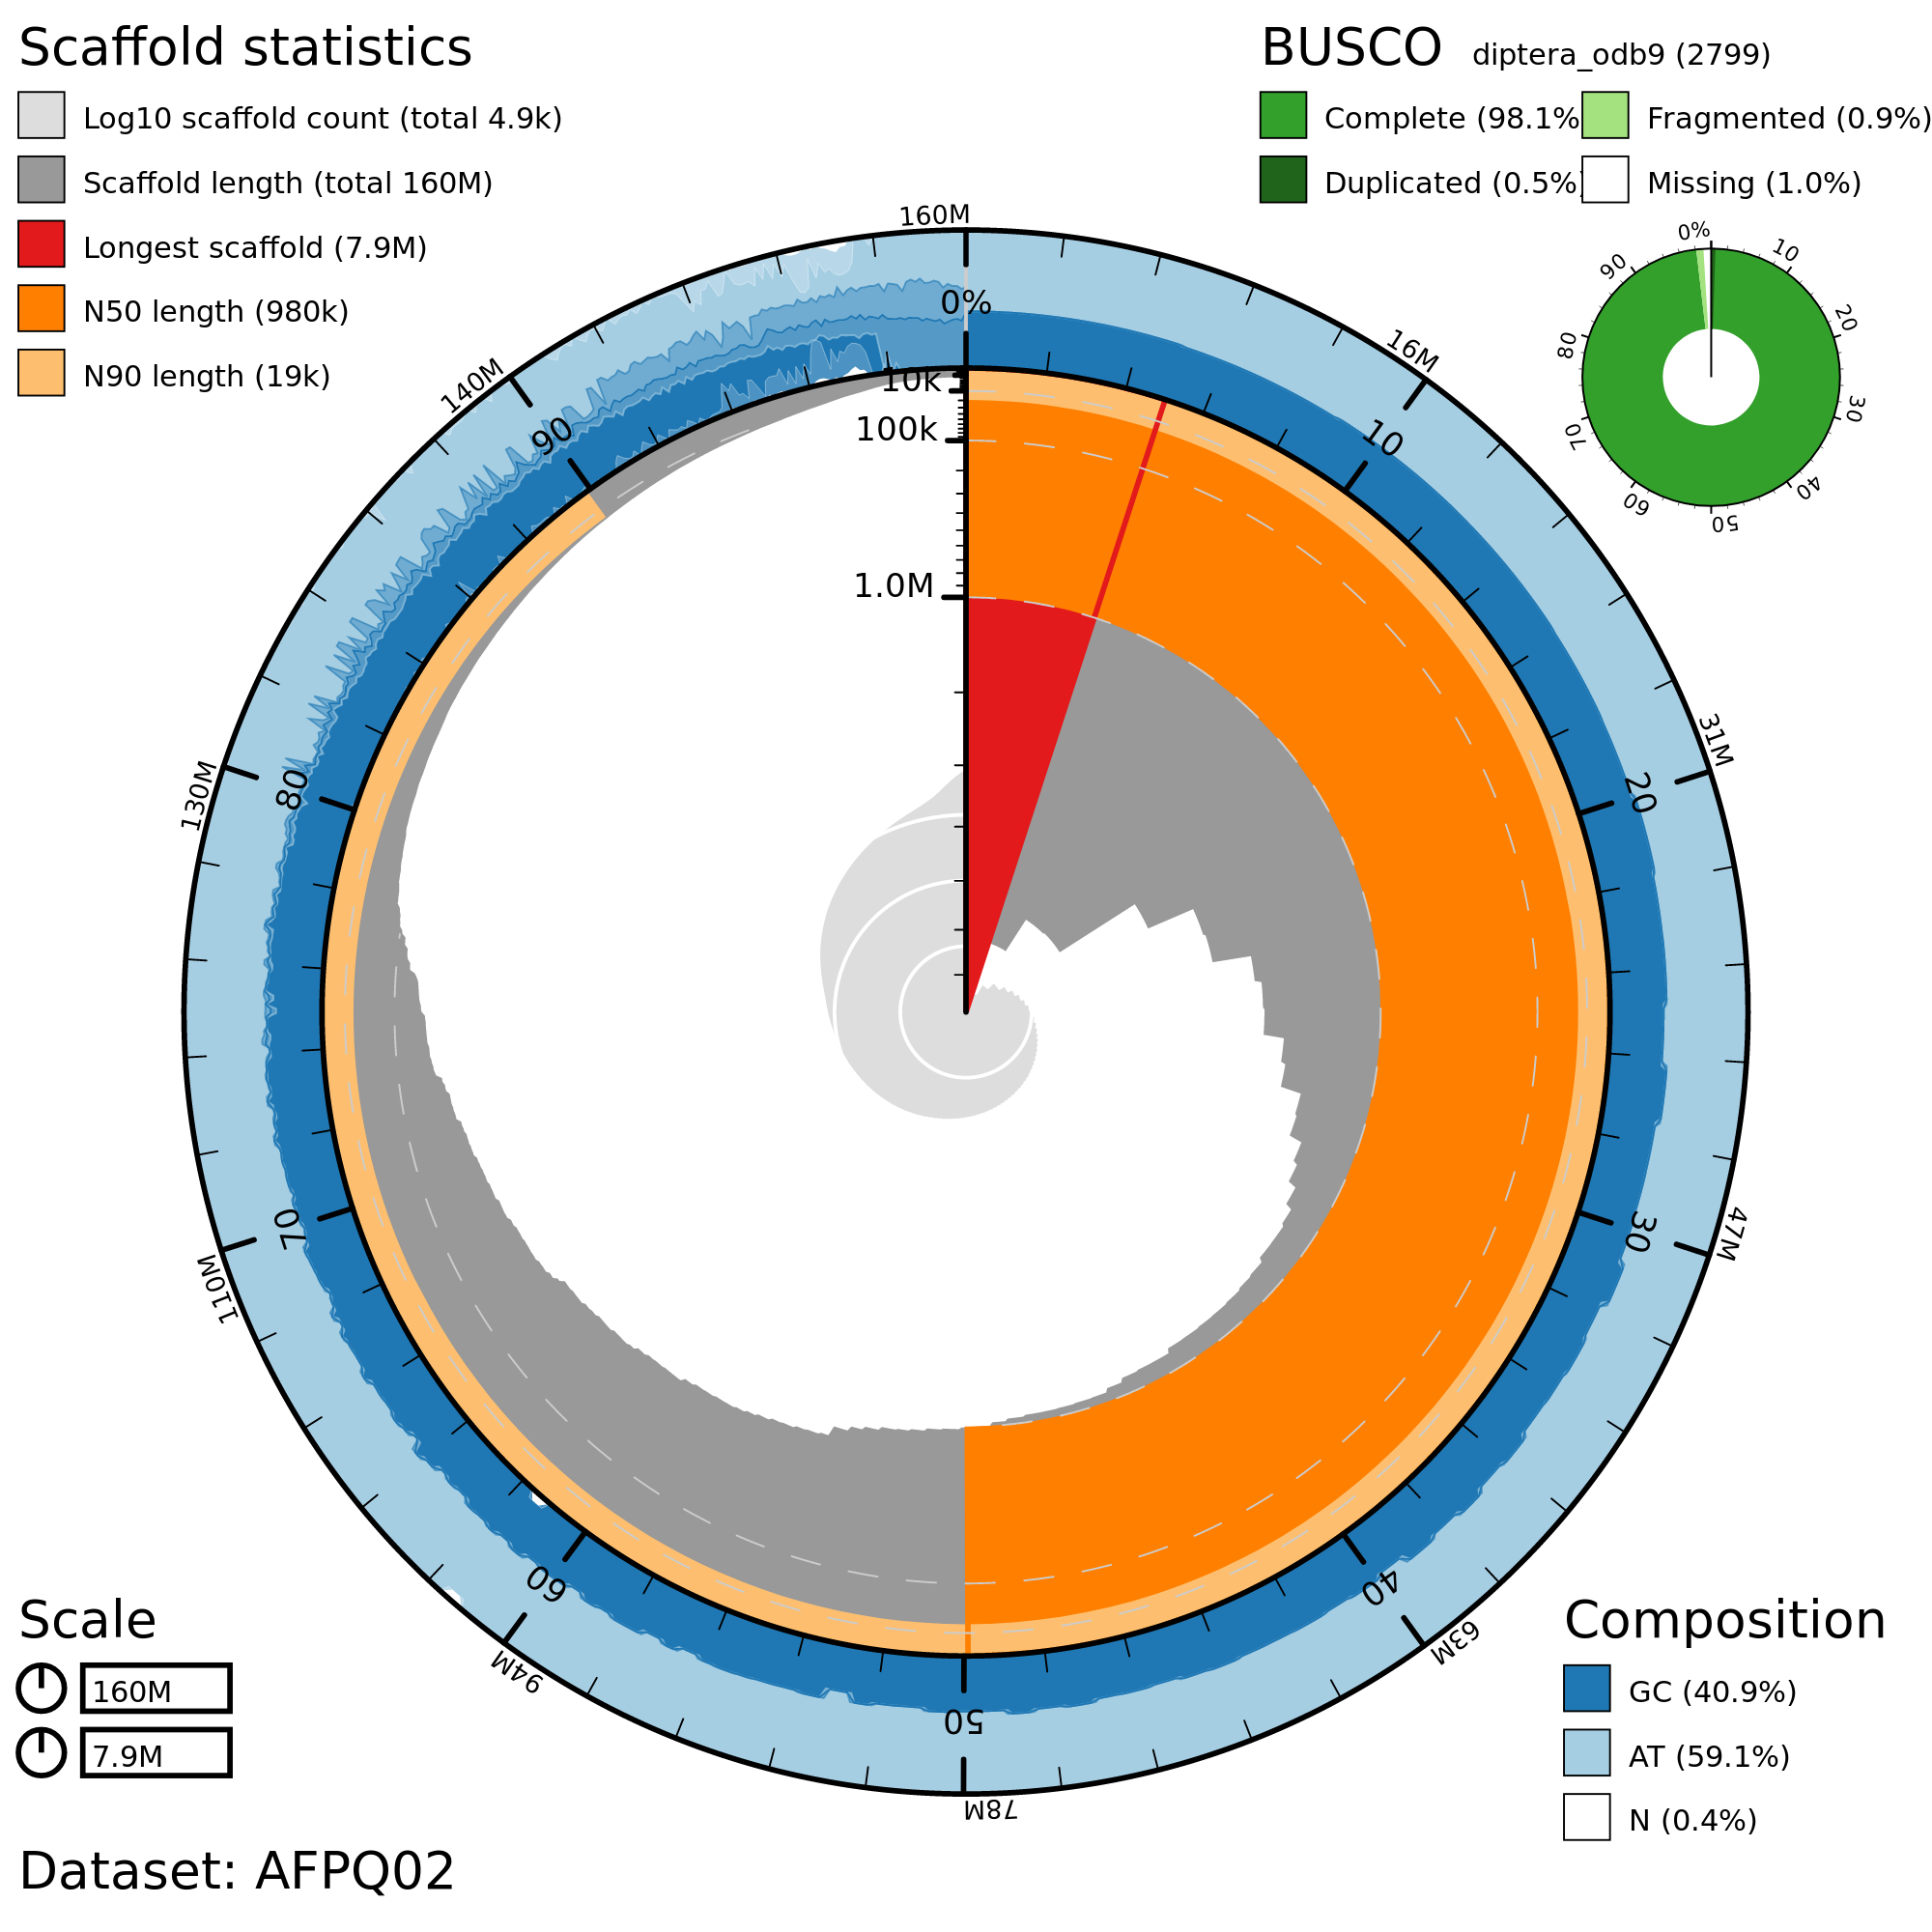 Scaffold statistics
Log10 scaffold count (total 4.9k)
Scaffold length (total 160M)
Longest scaffold (7.9M)
N50 length (980k)
N90 length (19k)
BUSCO diptera_odb9 (2799)
Complete (98.1%
Fragmented (0.9%)
Duplicated (0.5%)
Missing (1.0%)
0%
10
20
30
40
50
60
70
80
90
160M
16M
31M
47M
63M
78M
94M
110M
130M
140M
0%
10
20
30
40
50
60
70
80
90
10k
100k
1.0M
Scale
160M
7.9M
Composition
GC (40.9%)
AT (59.1%)
N (0.4%)
Dataset: AFPQ02